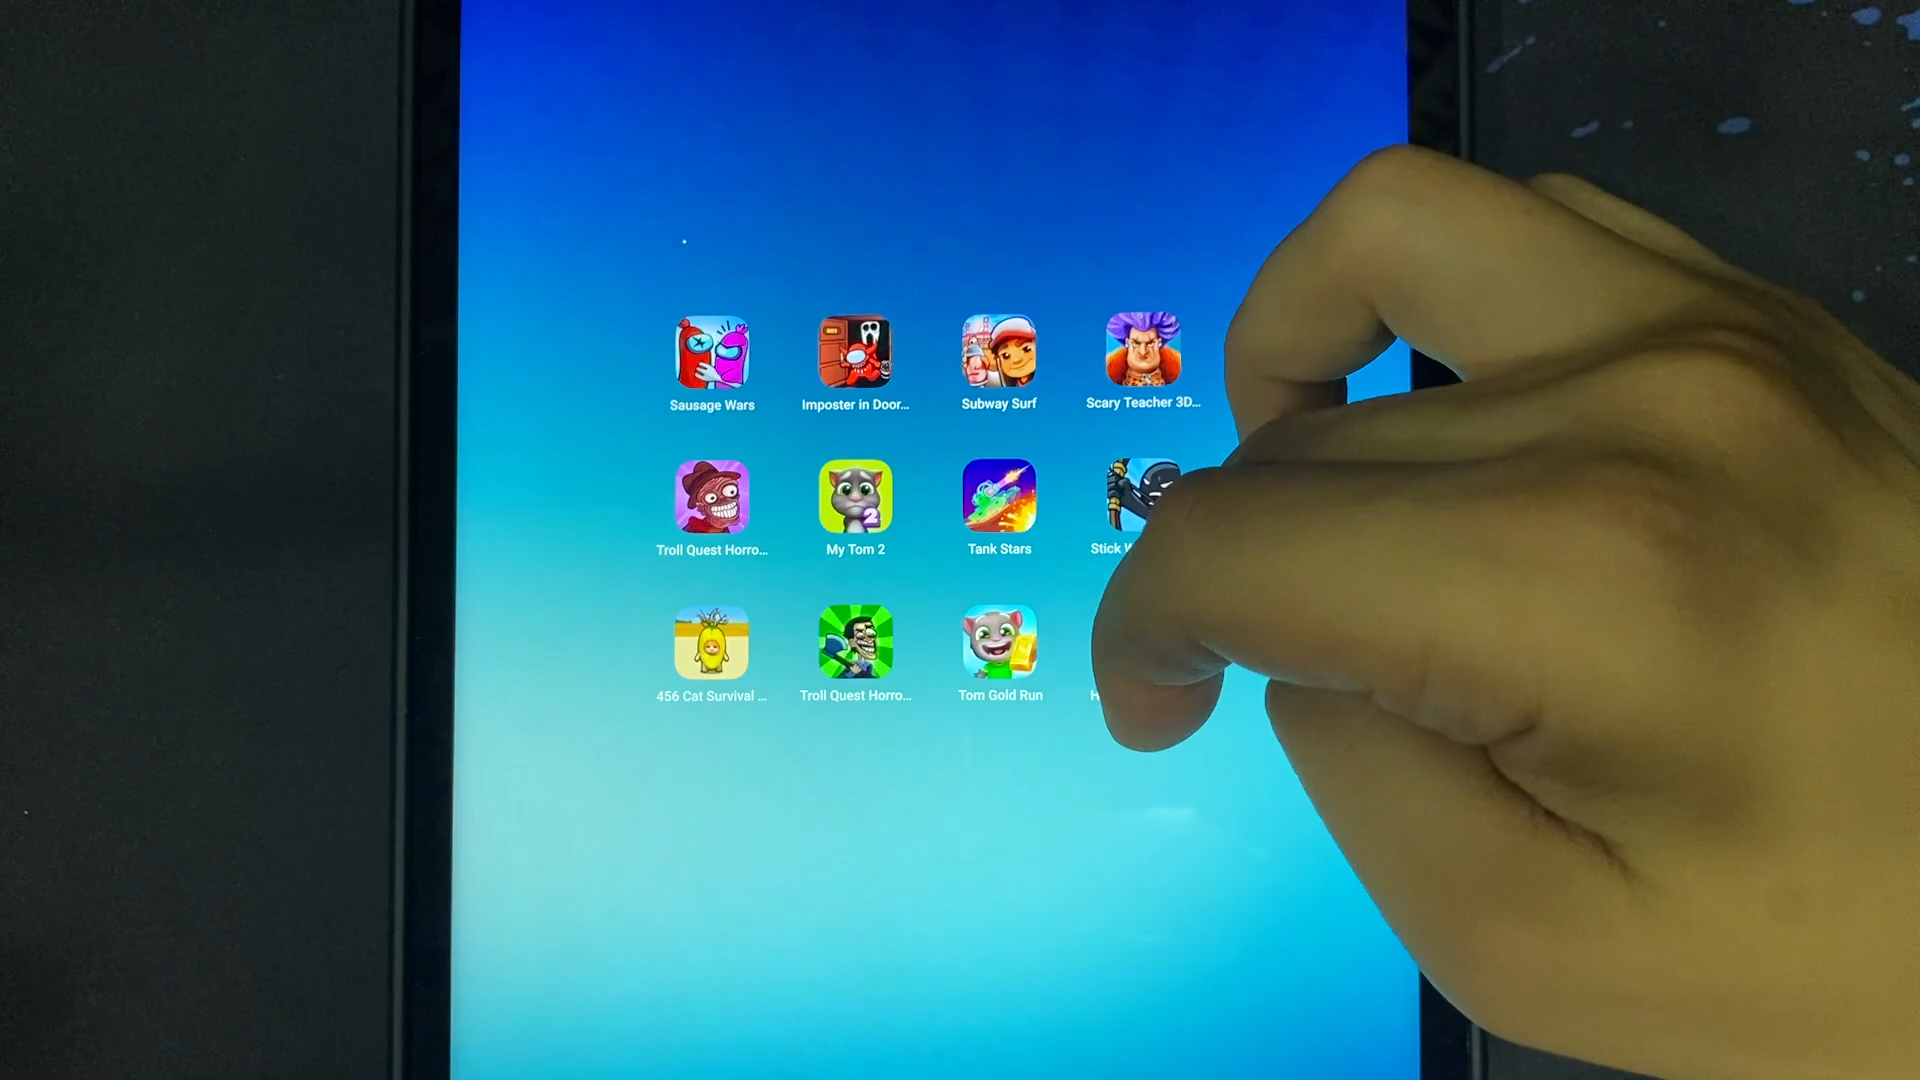 Sausage Wars
Imposter in Door...
Subway Surf
Scary Teacher 3D...
Troll Quest Horro...
My Tom 2
2
Tank Stars
Stick
456 Cat Survival ...
Troll Quest Horro...
Tom Gold Run